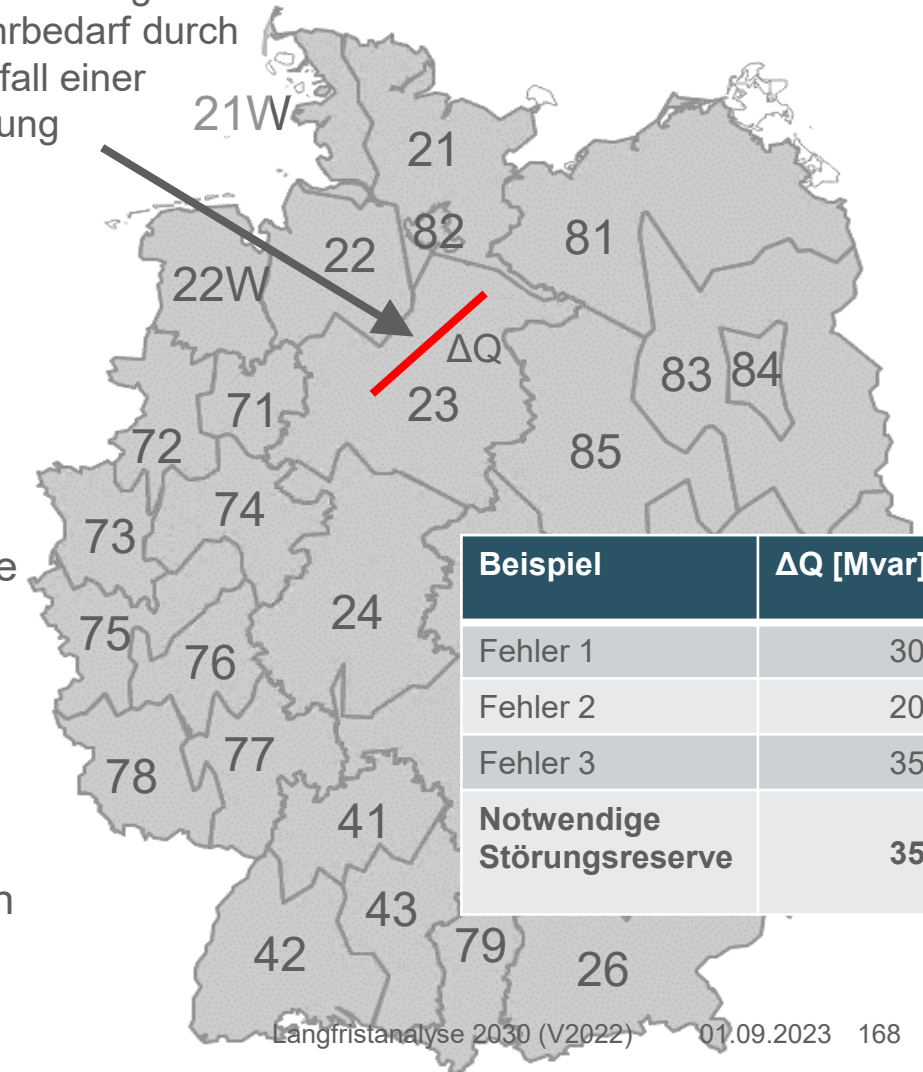 hrbedarf durch
fall einer
ung
21W
21
82
22
81
22W
ΔQ
83
84
23
71
72
85
74
73
e
24
75
76
77
78
41
n
43
79
42
26
Beispiel ΔQ [Mvar]
Fehler 1 30
Fehler 2 20
Fehler 3 35
Notwendige
Störungsreserve 35
Langfristanalyse 2030 (V2022) 01.09.2023 168